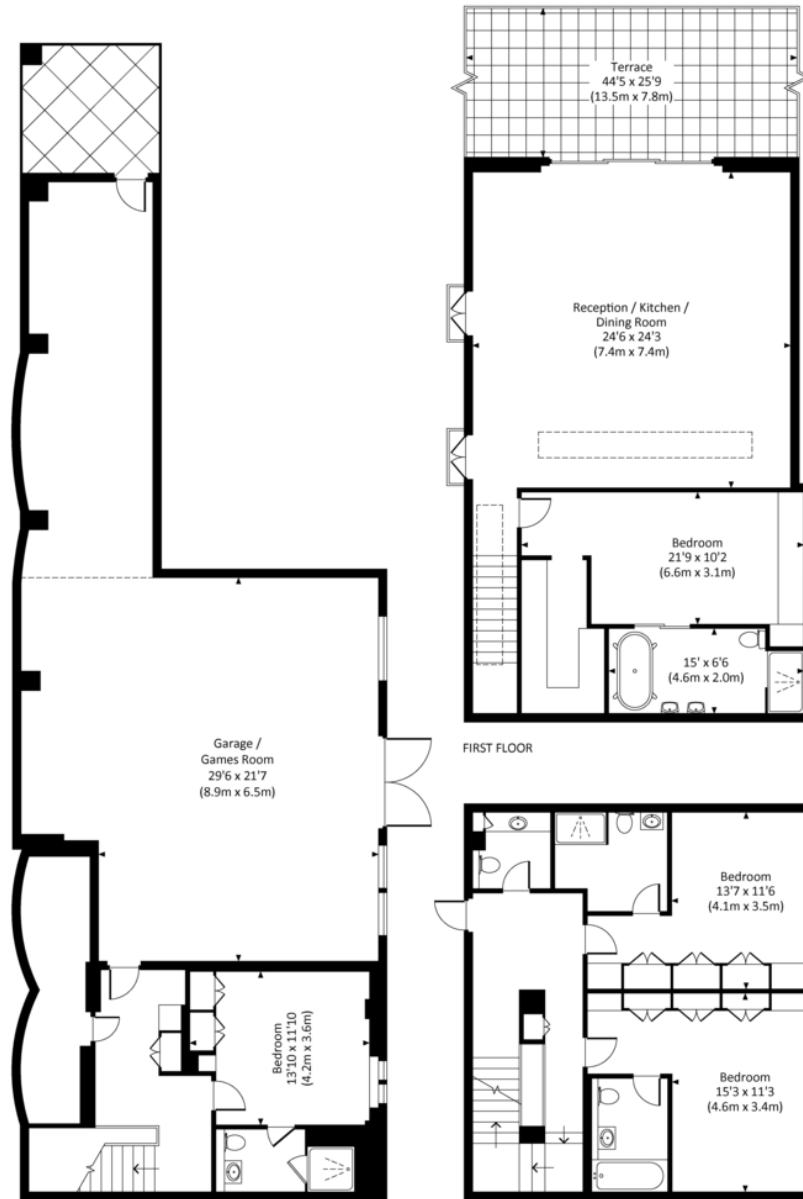 Terrace
44'5 x 25'9
(13.5m x 7.8m)
Reception / Kitchen /
Dining Room
24'6 x 24'3
(7.4m x 7.4m)
Bedroom
21'9 x 10'2
(6.6m x 3.1m)
15' x 6'6
(4.6m x 2.0m)
FIRST FLOOR
Garage /
Games Room
29'6 x 21'7
(8.9m x 6.5m)
Bedroom
13'10 x 11'10
(4.2m x 3.6m)
Bedroom
13'7 x 11'6
(4.1m x 3.5m)
Bedroom
15'3 x 11'3
(4.6m x 3.4m)